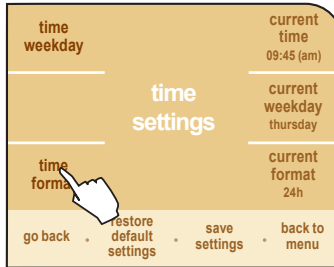 time
weekday
time
settings
current
time
09:45 (am)
current
weekday
thursday
time
format
current
format
24h
go back
restore
default
settings
save
settings
back to
menu